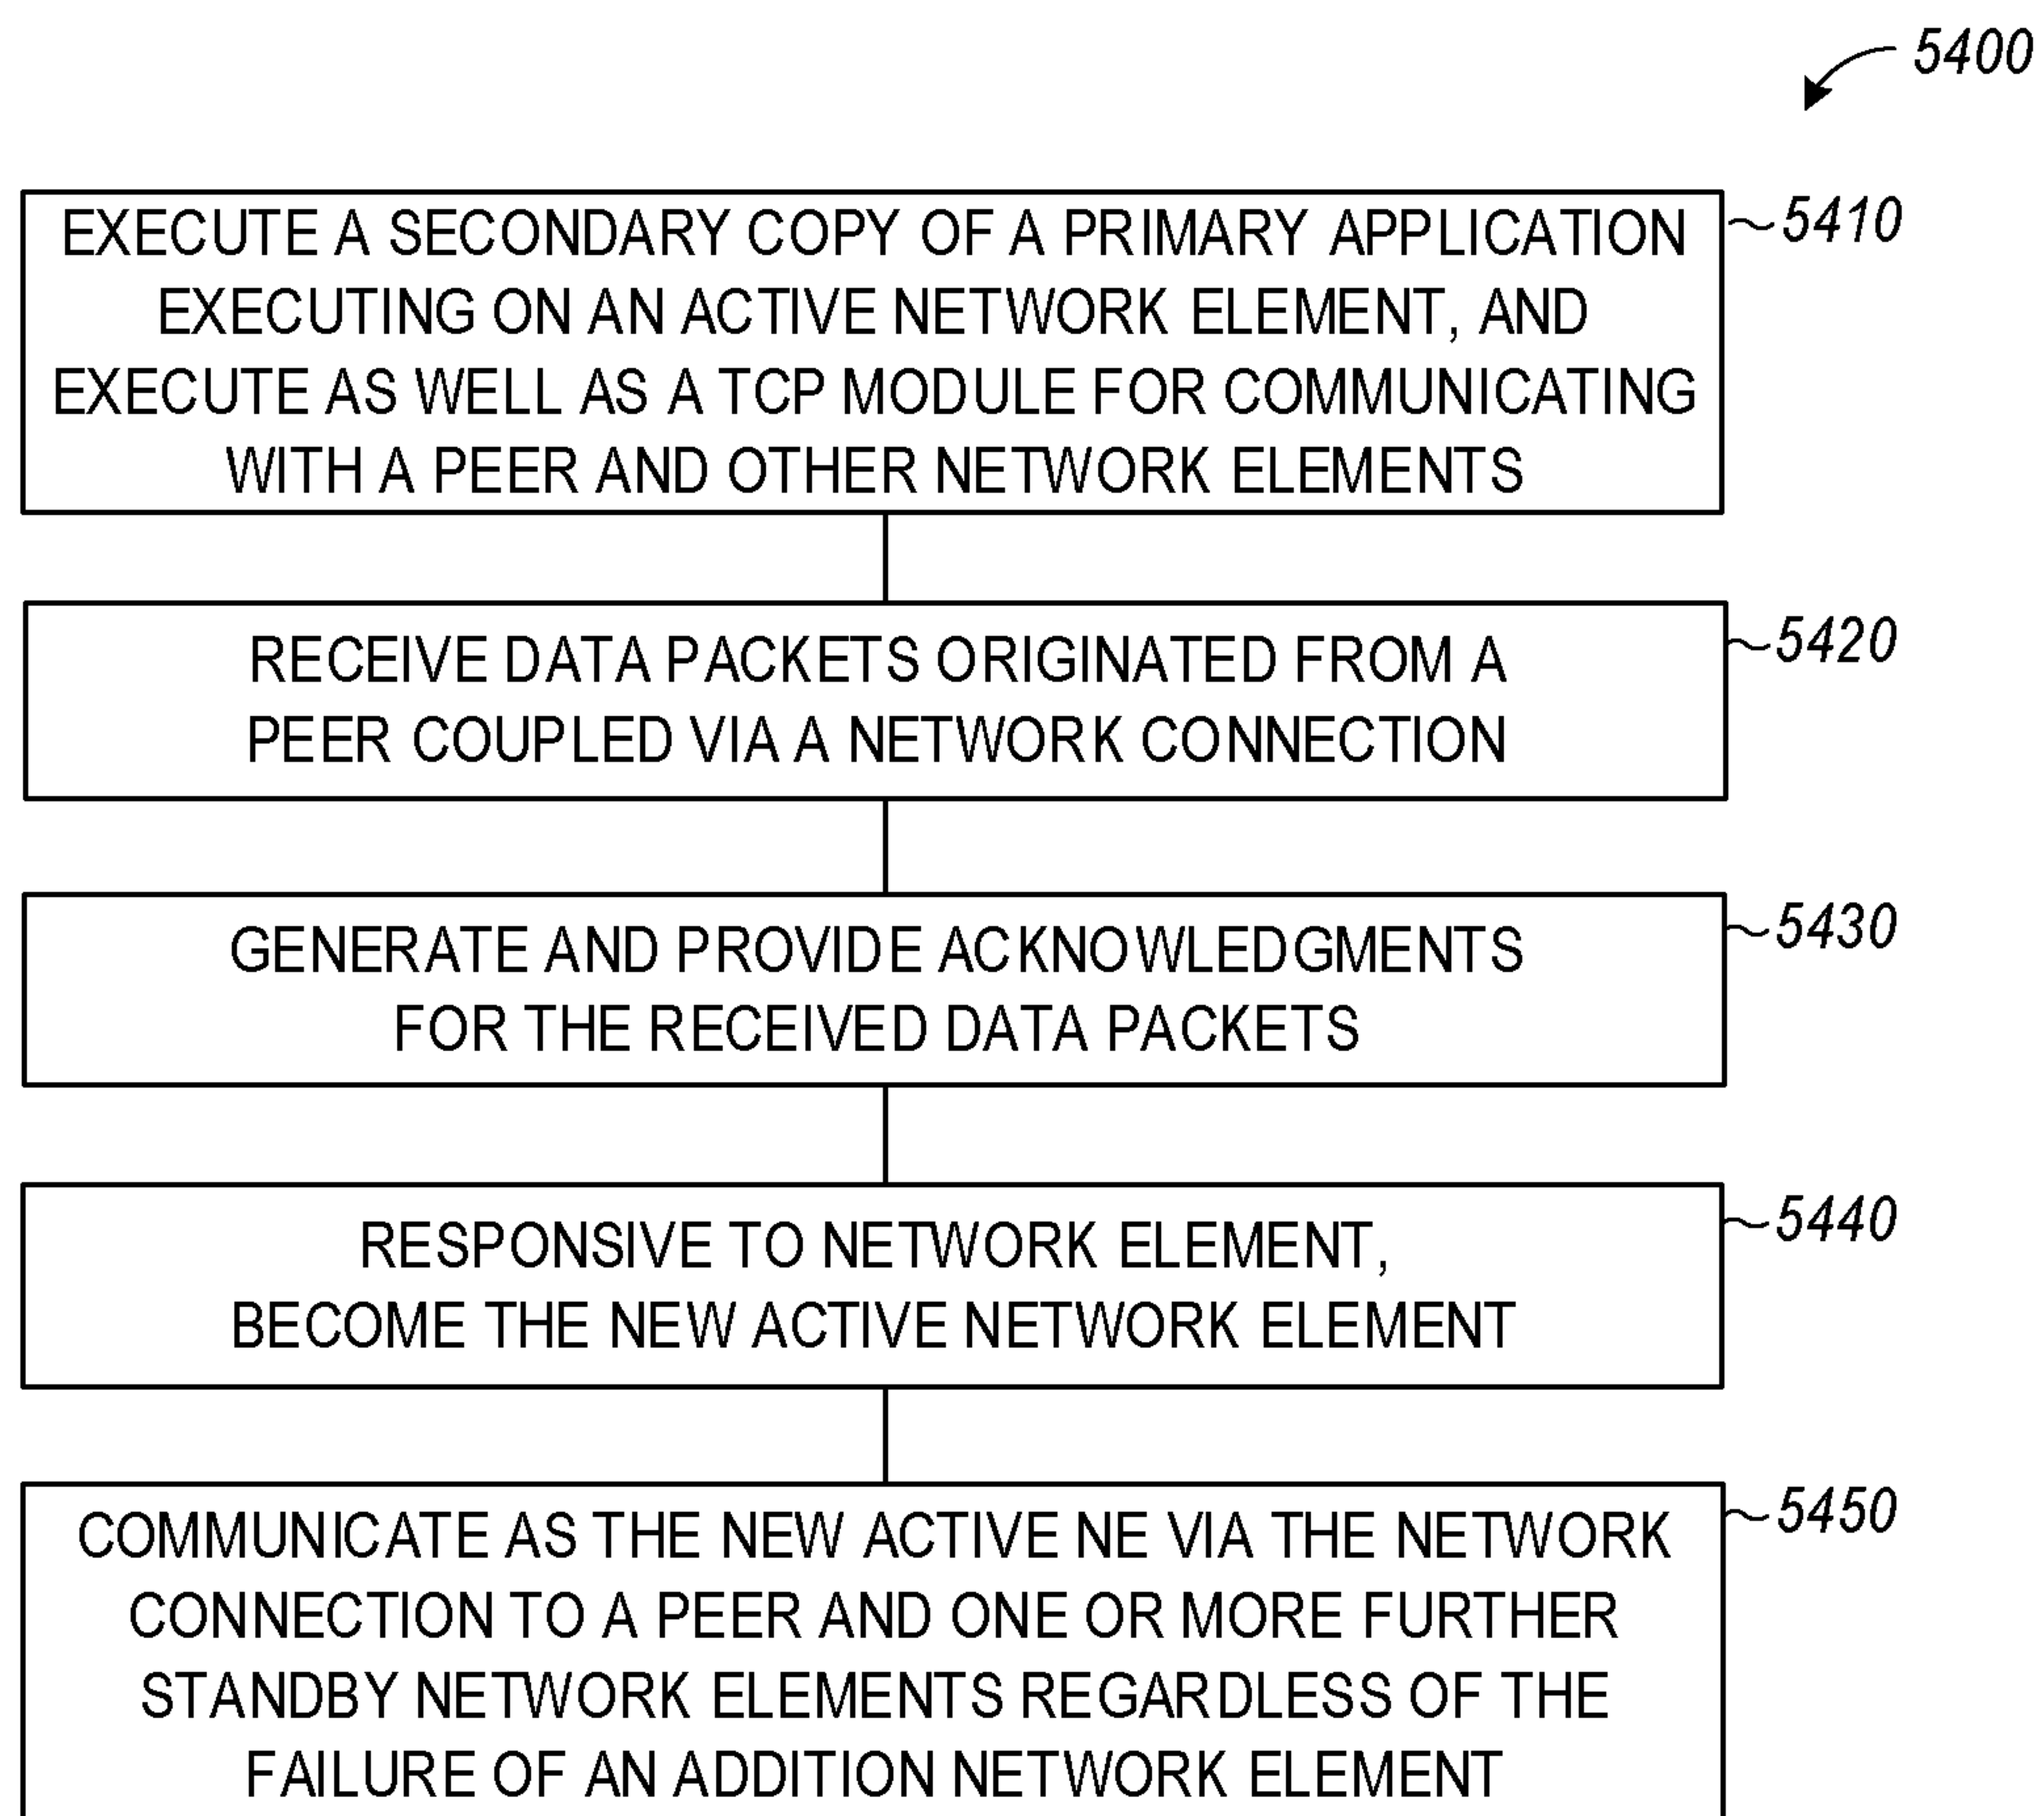 5400
EXECUTE A SECONDARY COPY OF A PRIMARY APPLICATION
5410
EXECUTING ON AN ACTIVE NETWORK ELEMENT, AND
EXECUTE AS WELL AS A TCP MODULE FOR COMMUNICATING
WITH A PEER AND OTHER NETWORK ELEMENTS
RECEIVE DATA PACKETS ORIGINATED FROM A
5420
PEER COUPLED VIA A NETWORK CONNECTION
GENERATE AND PROVIDE ACKNOWLEDGMENTS
5430
FOR THE RECEIVED DATA PACKETS
RESPONSIVE TO NETWORK ELEMENT,
5440
BECOME THE NEW ACTIVE NETWORK ELEMENT
COMMUNICATE AS THE NEW ACTIVE NE VIA THE NETWORK
5450
CONNECTION TO A PEER AND ONE OR MORE FURTHER
STANDBY NETWORK ELEMENTS REGARDLESS OF THE
FAILURE OF AN ADDITION NETWORK ELEMENT